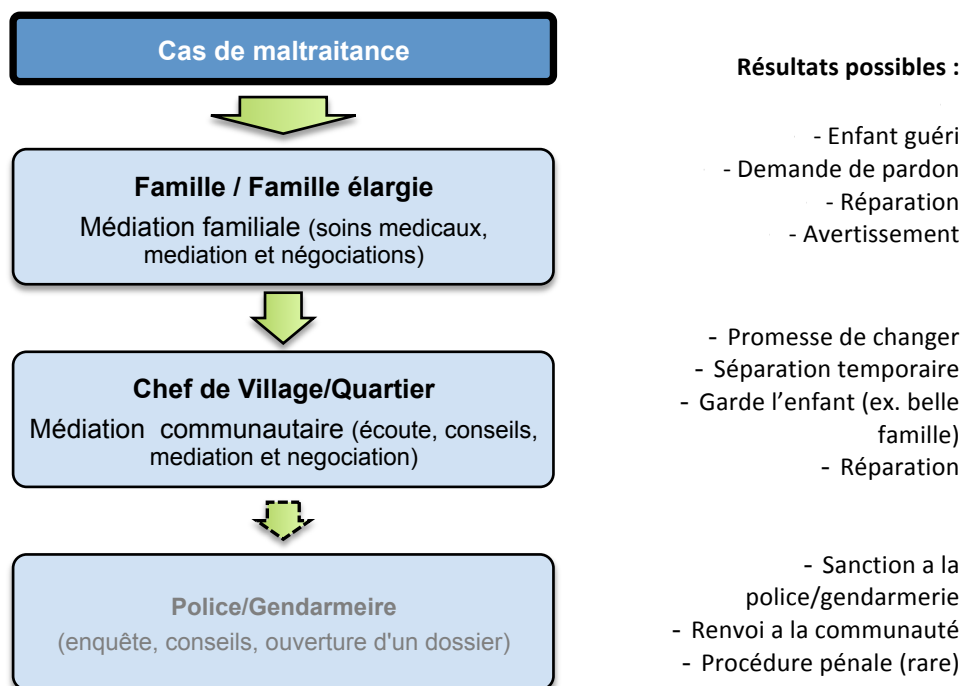 Cas de maltraitance
Résultats possibles :
Famille / Famille élargie
Médiation familiale (soins medicaux,
mediation et négociations)
- Enfant guéri
- Demande de pardon
- Réparation
- Avertissement
Chef de Village/Quartier
Médiation communautaire (écoute, conseils,
mediation et negociation)
- Promesse de changer
- Séparation temporaire
- Garde l'enfant (ex. belle
famille)
- Réparation
Police/Gendarmeire
(enquête, conseils, ouverture d'un dossier)
- Sanction a la
police/gendarmerie
- Renvoi a la communauté
- Procédure pénale (rare)